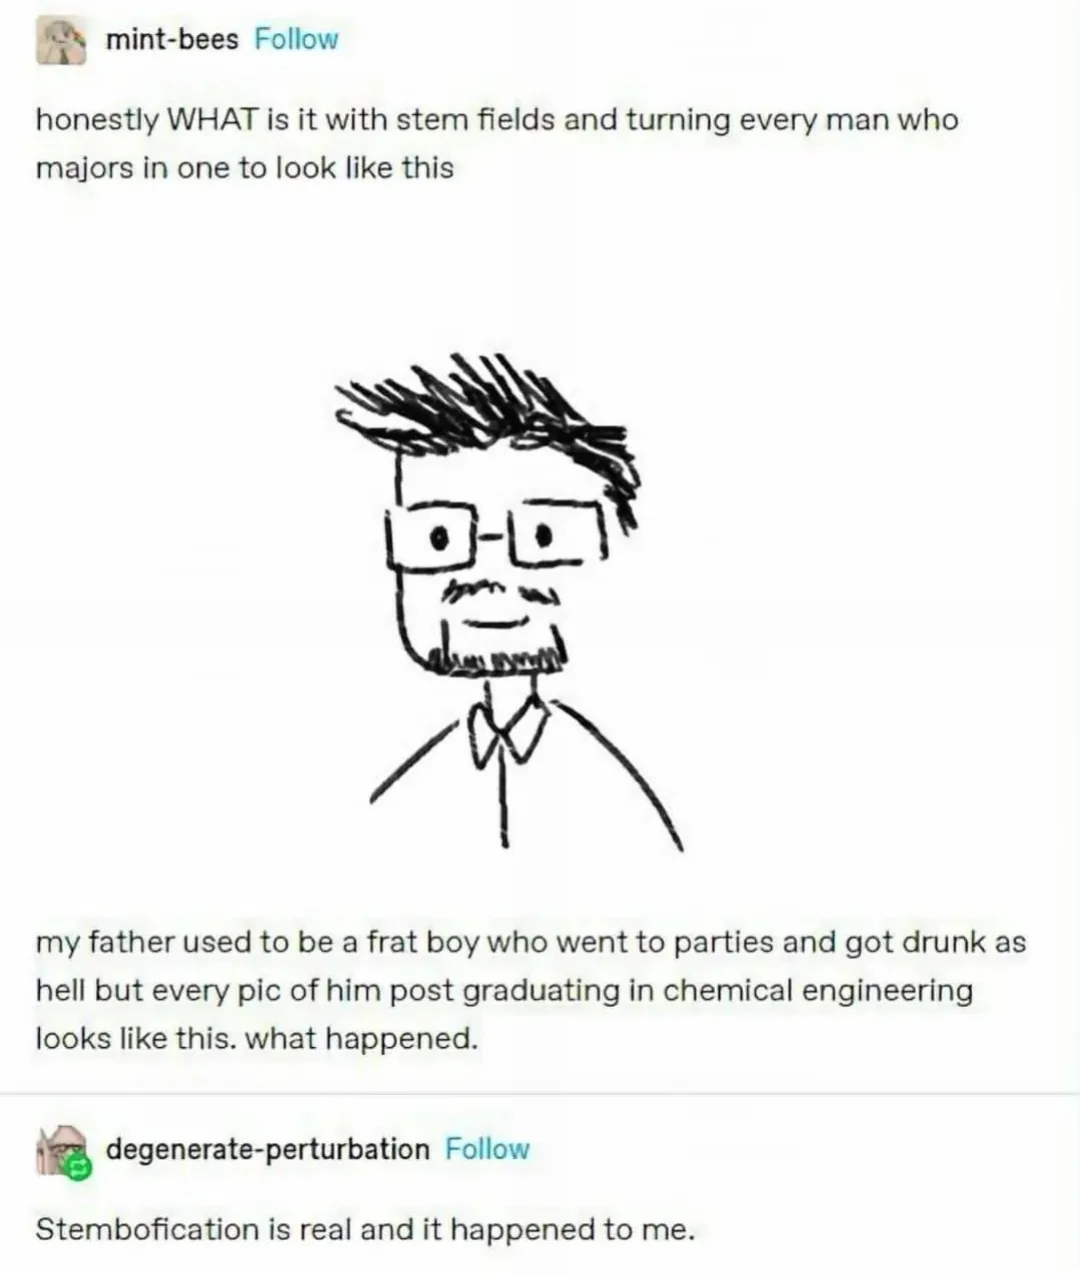 mint-bees Follow
honestly WHAT is it with stem fields and turning every man who
majors in one to look like this
my father used to be a frat boy who went to parties and got drunk as
hell but every pic of him post graduating in chemical engineering
looks like this. what happened.
degenerate-perturbation Follow
Stembofication is real and it happened to me.